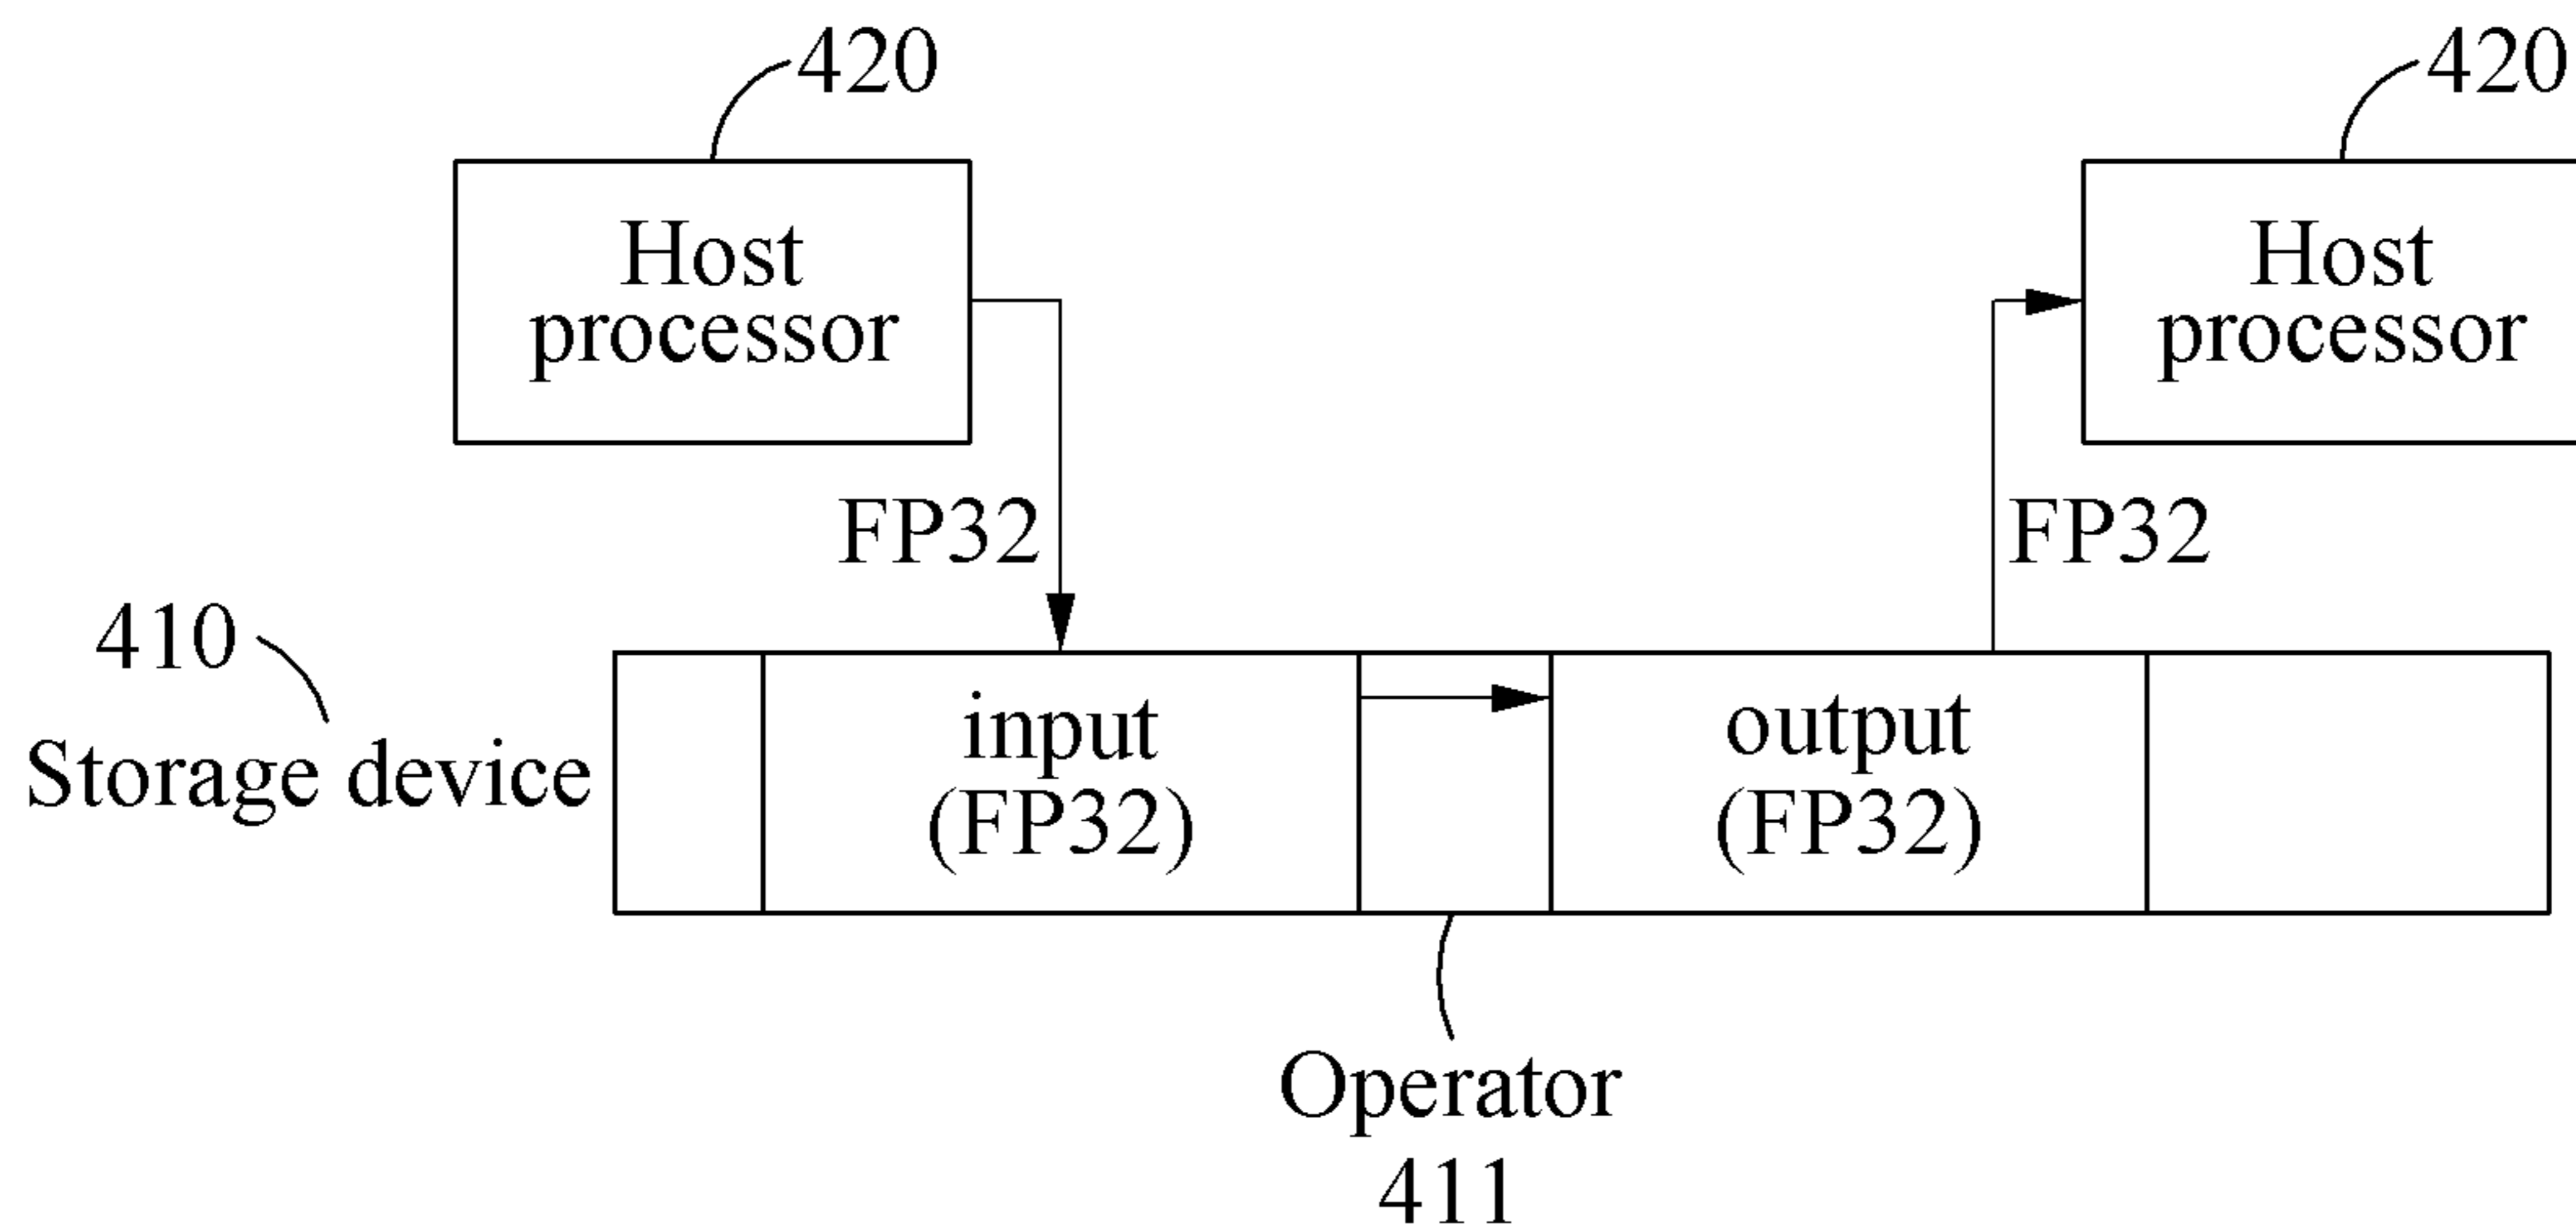 420
420
Host
processor
Host
processor
FP32
FP32
410
Storage device
input
(FP32)
output
(FP32)
Operator
411